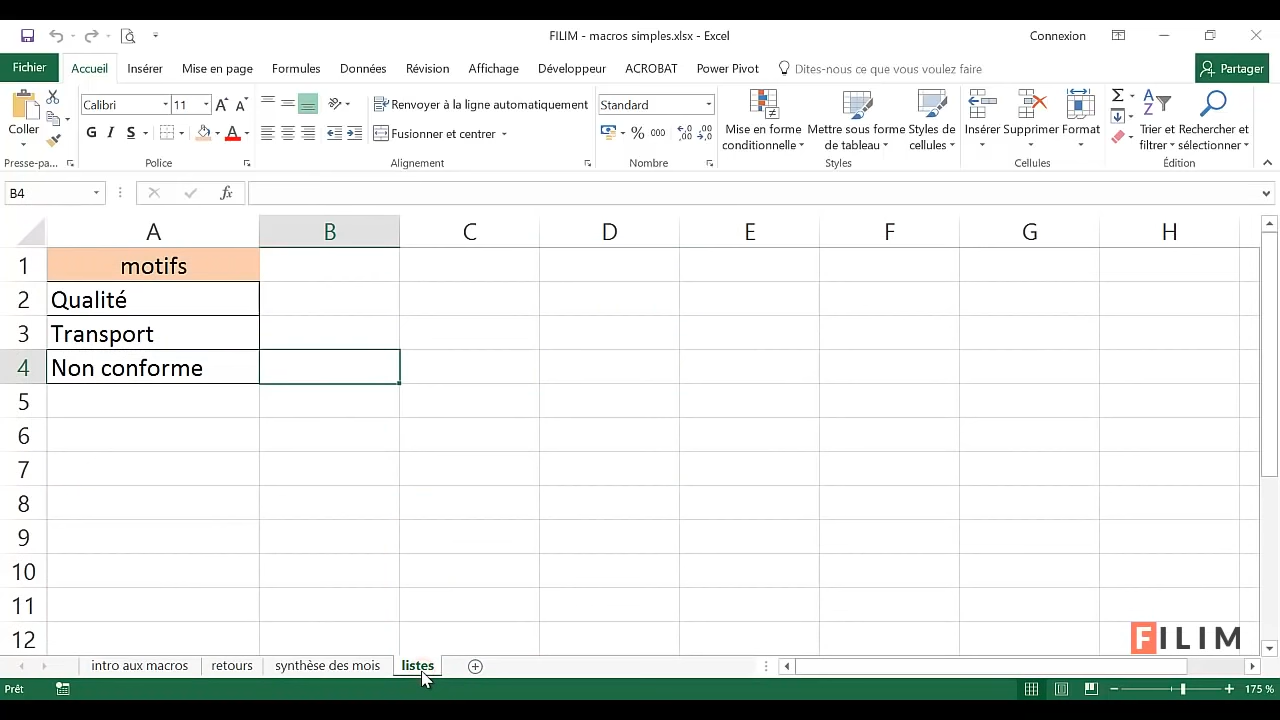 FILIM - macros simples.xlsx - Excel
Connexion
Fichier Accueil Insérer Mise en page Formules Données Révision Affichage Développeur ACROBAT Power Pivot Dites-nous ce que vous voulez faire Partager
Coller
Presse-pa...
Calibri 11
G I S
Police
Renvoyer à la ligne automatiquement
Fusionner et centrer
Alignement
Standard
% 000
Nombre
Mise en forme conditionnelle
Mettre sous forme de tableau
Styles de cellules
Styles
Insérer Supprimer Format
Cellules
Trier et filtrer
Rechercher et sélectionner
Édition
B4
fx
A B C D E F G H
1 motifs
2 Qualité
3 Transport
4 Non conforme
5
6
7
8
9
10
11
12
FILIM
intro aux macros retours synthèse des mois listes
Prêt
175 %